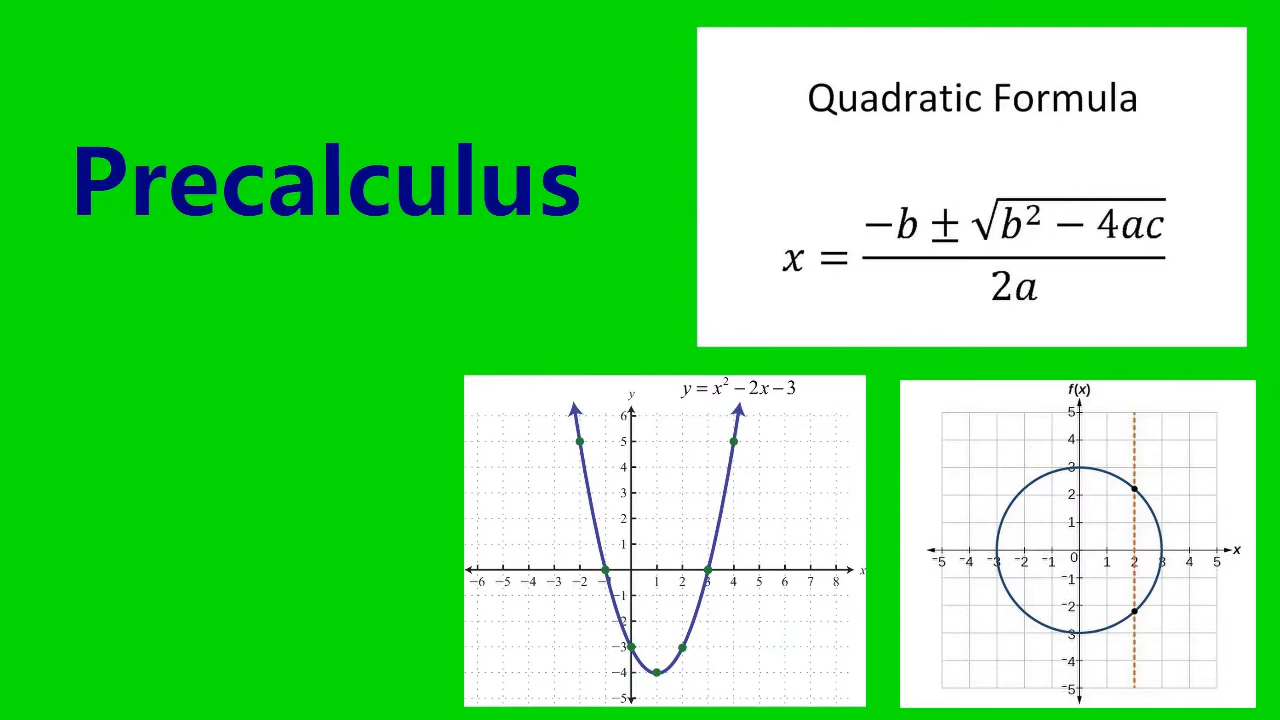 Precalculus
Quadratic Formula
x = \frac{-b ± \sqrt{b² − 4ac}}{2a}
y = x² − 2x − 3
y
6
5
4
3
2
1
−6 −5 −4 −3 −2 −1 1 2 3 4 5 6 7 8 x
−1
−2
−3
−4
−5
f(x)
5
4
3
2
1
−5 −4 −3 −2 −1 0 1 2 3 4 5 x
−1
−2
−3
−4
−5